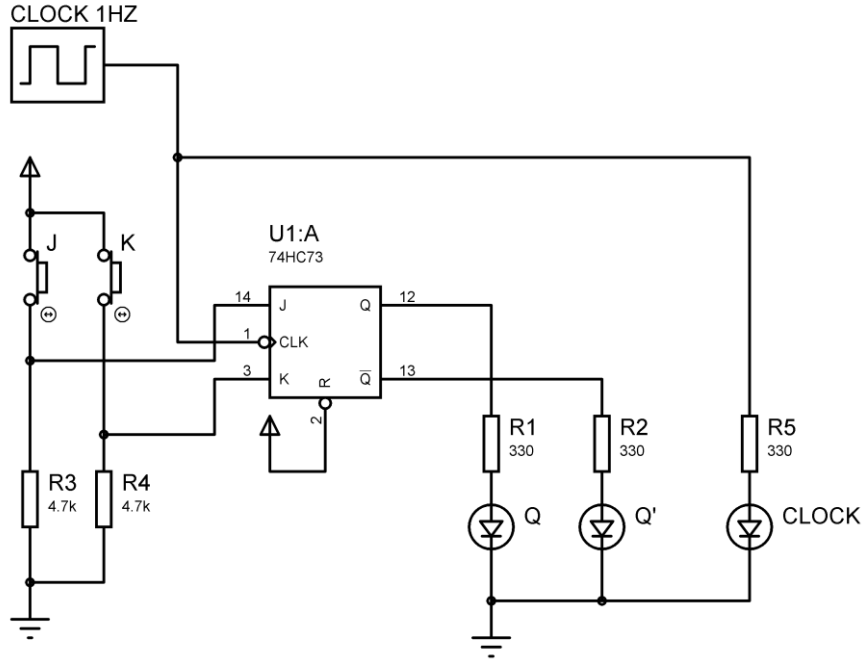 CLOCK 1HZ
J
K
U1:A
74HC73
14
J
Q
12
1
CLK
3
K
R
Q̅
13
2
R1
330
R2
330
R5
330
R3
4.7k
R4
4.7k
Q
Q'
CLOCK